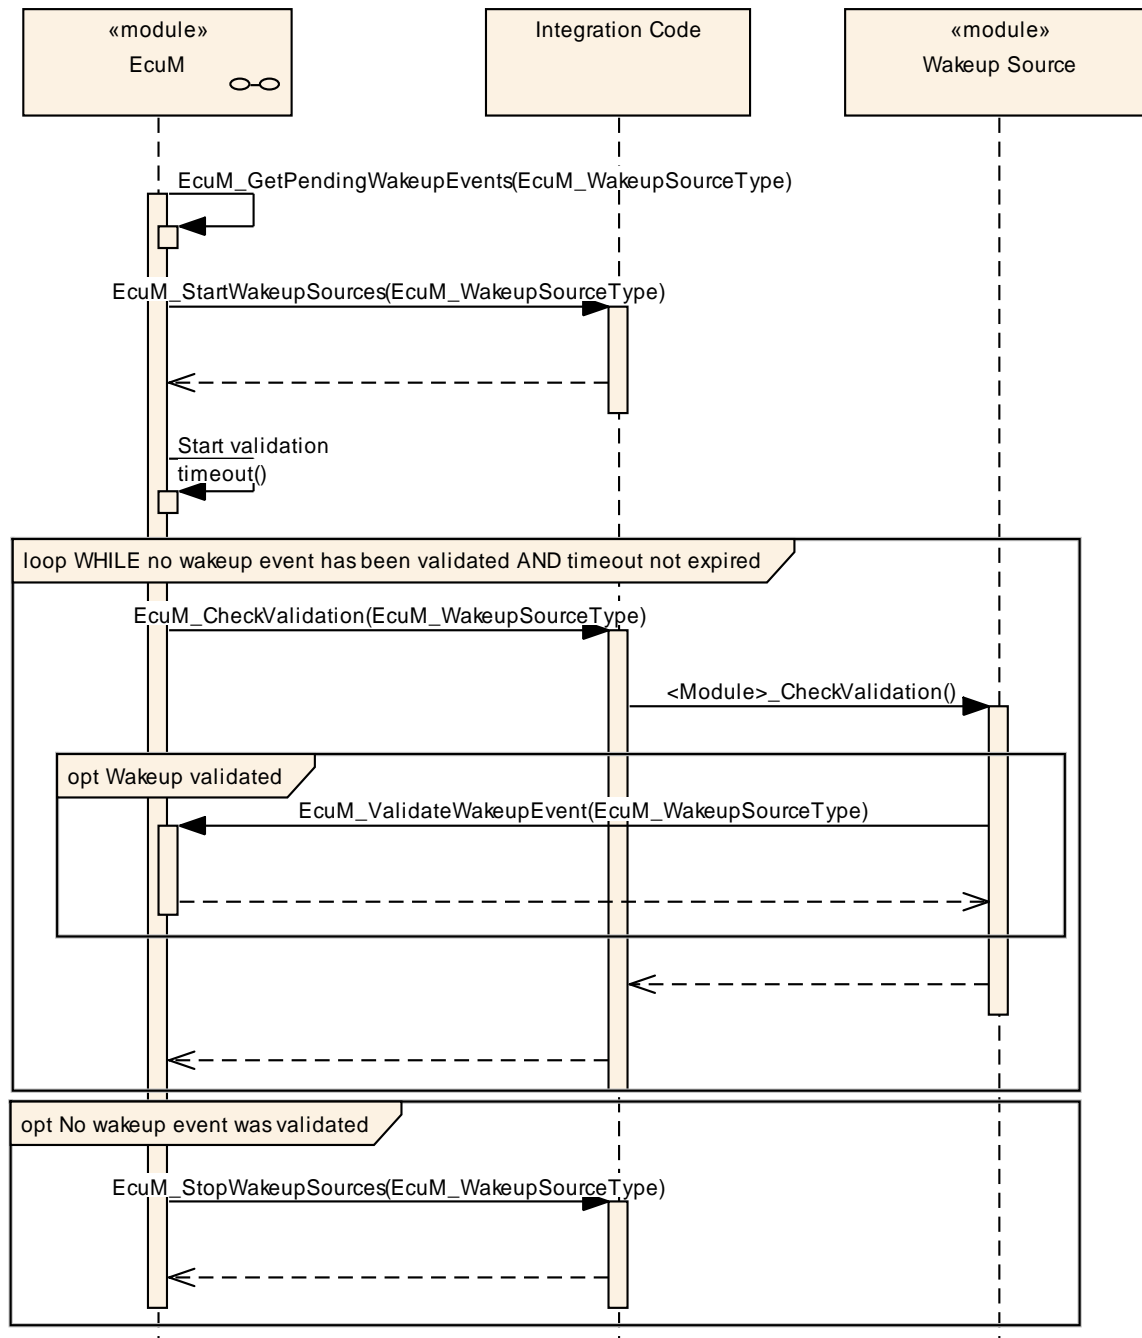 «module»
EcuM
Integration Code
«module»
Wakeup Source
EcuM_GetPendingWakeupEvents(EcuM_WakeupSourceType)
EcuM_StartWakeupSources(EcuM_WakeupSourceType)
Start validation
timeout()
loop WHILE no wakeup event has been validated AND timeout not expired
EcuM_CheckValidation(EcuM_WakeupSourceType)
<Module>_CheckValidation()
opt Wakeup validated
EcuM_ValidateWakeupEvent(EcuM_WakeupSourceType)
opt No wakeup event was validated
EcuM_StopWakeupSources(EcuM_WakeupSourceType)